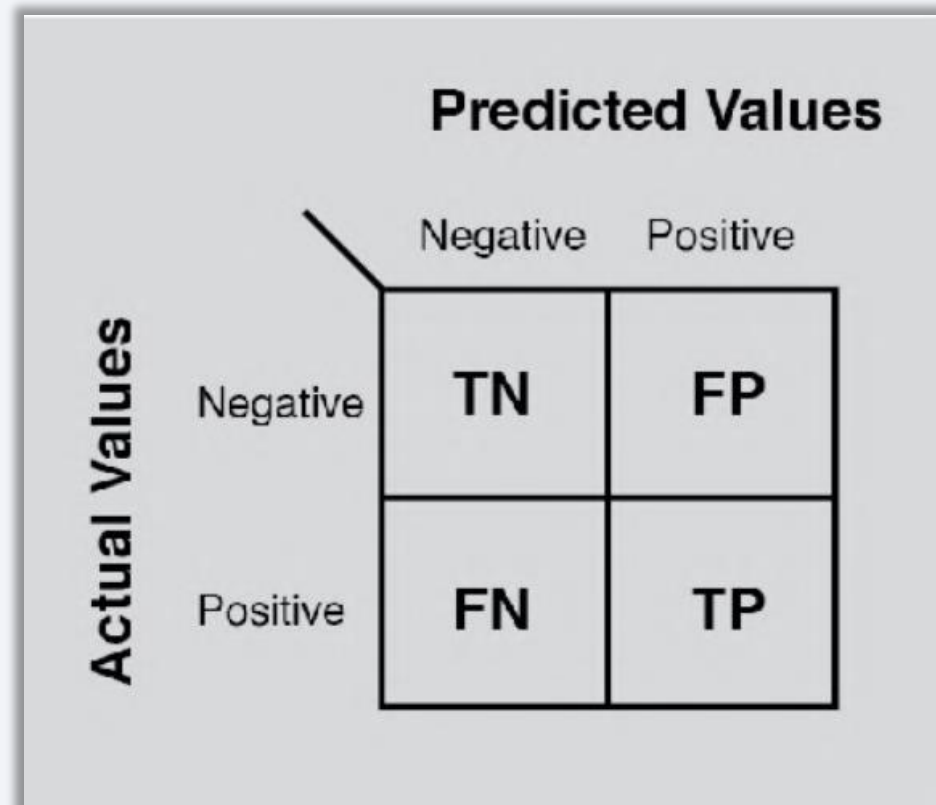 Predicted Values
Negative Positive
Actual Values
Negative TN FP
Positive FN TP